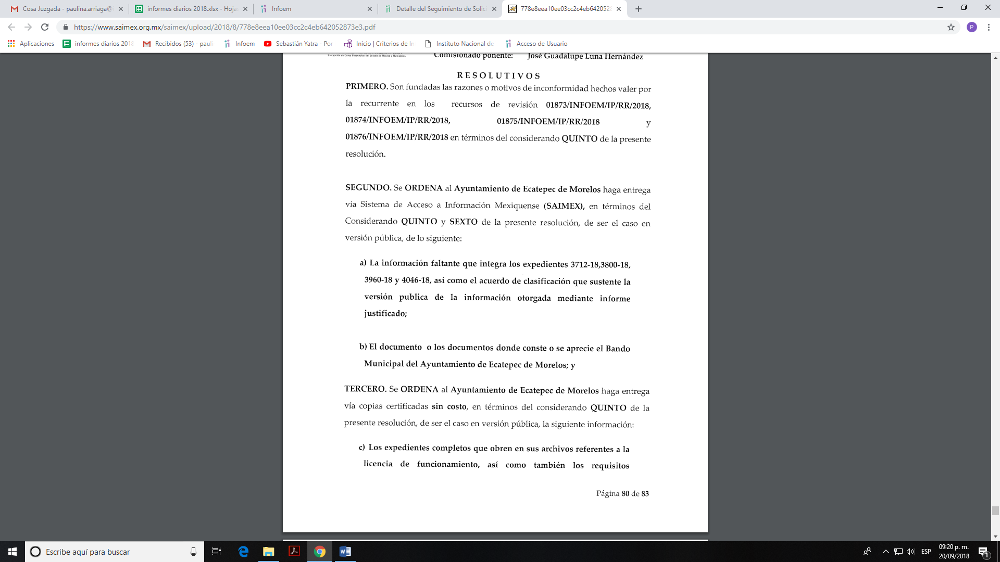 Cosa Juzgada - paulina.arriaga@
informes diarios 2018.xlsx - Hoja
Infoem
Detalle del Seguimiento de Solici
778e8eea10ee03cc2c4eb6420528
https://www.saimex.org.mx/saimex/upload/2018/8/778e8eea10ee03cc2c4eb642052873e3.pdf
P
Aplicaciones
informes diarios 2018
Recibidos (53) - pauli
Infoem
Sebastián Yatra - Por
Inicio | Criterios de In
Instituto Nacional de
Acceso de Usuario
Protección de Datos Personales del Estado de México y Municipios
Comisionado ponente: José Guadalupe Luna Hernández
R E S O L U T I V O S
PRIMERO. Son fundadas las razones o motivos de inconformidad hechos valer por
la recurrente en los recursos de revisión 01873/INFOEM/IP/RR/2018,
01874/INFOEM/IP/RR/2018, 01875/INFOEM/IP/RR/2018 y
01876/INFOEM/IP/RR/2018 en términos del considerando QUINTO de la presente
resolución.
SEGUNDO. Se ORDENA al Ayuntamiento de Ecatepec de Morelos haga entrega
vía Sistema de Acceso a Información Mexiquense (SAIMEX), en términos del
Considerando QUINTO y SEXTO de la presente resolución, de ser el caso en
versión pública, de lo siguiente:
a) La información faltante que integra los expedientes 3712-18,3800-18,
3960-18 y 4046-18, así como el acuerdo de clasificación que sustente la
versión publica de la información otorgada mediante informe
justificado;
b) El documento o los documentos donde conste o se aprecie el Bando
Municipal del Ayuntamiento de Ecatepec de Morelos; y
TERCERO. Se ORDENA al Ayuntamiento de Ecatepec de Morelos haga entrega
vía copias certificadas sin costo, en términos del considerando QUINTO de la
presente resolución, de ser el caso en versión pública, la siguiente información:
c) Los expedientes completos que obren en sus archivos referentes a la
licencia de funcionamiento, así como también los requisitos
Página 80 de 83
Escribe aquí para buscar
ESP
09:20 p. m.
20/09/2018
1